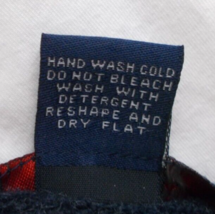 HAND WASH COLD
DO NOT BLEACH
WASH WITH
DETERGENT
RESHAPE AND
DRY FLAT